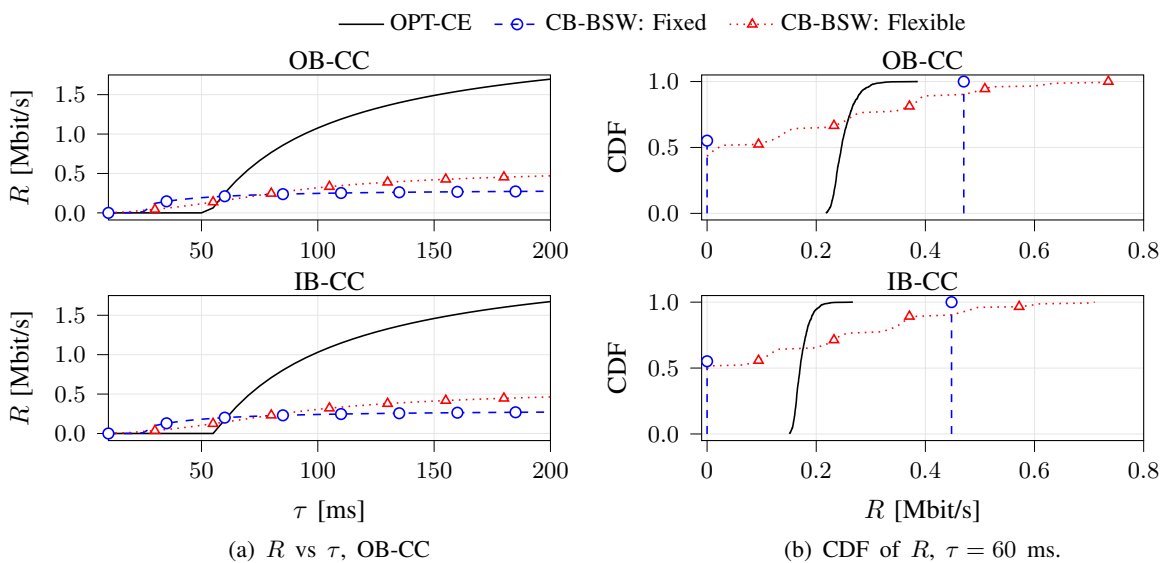 OPT-CE CB-BSW: Fixed CB-BSW: Flexible
OB-CC
R [Mbit/s]
1.5
1.0
0.5
0.0
50 100 150 200
IB-CC
R [Mbit/s]
1.5
1.0
0.5
0.0
50 100 150 200
τ [ms]
(a) R vs τ, OB-CC
OB-CC
CDF
1.0
0.5
0.0
0 0.2 0.4 0.6 0.8
IB-CC
CDF
1.0
0.5
0.0
0 0.2 0.4 0.6 0.8
R [Mbit/s]
(b) CDF of R, τ = 60 ms.